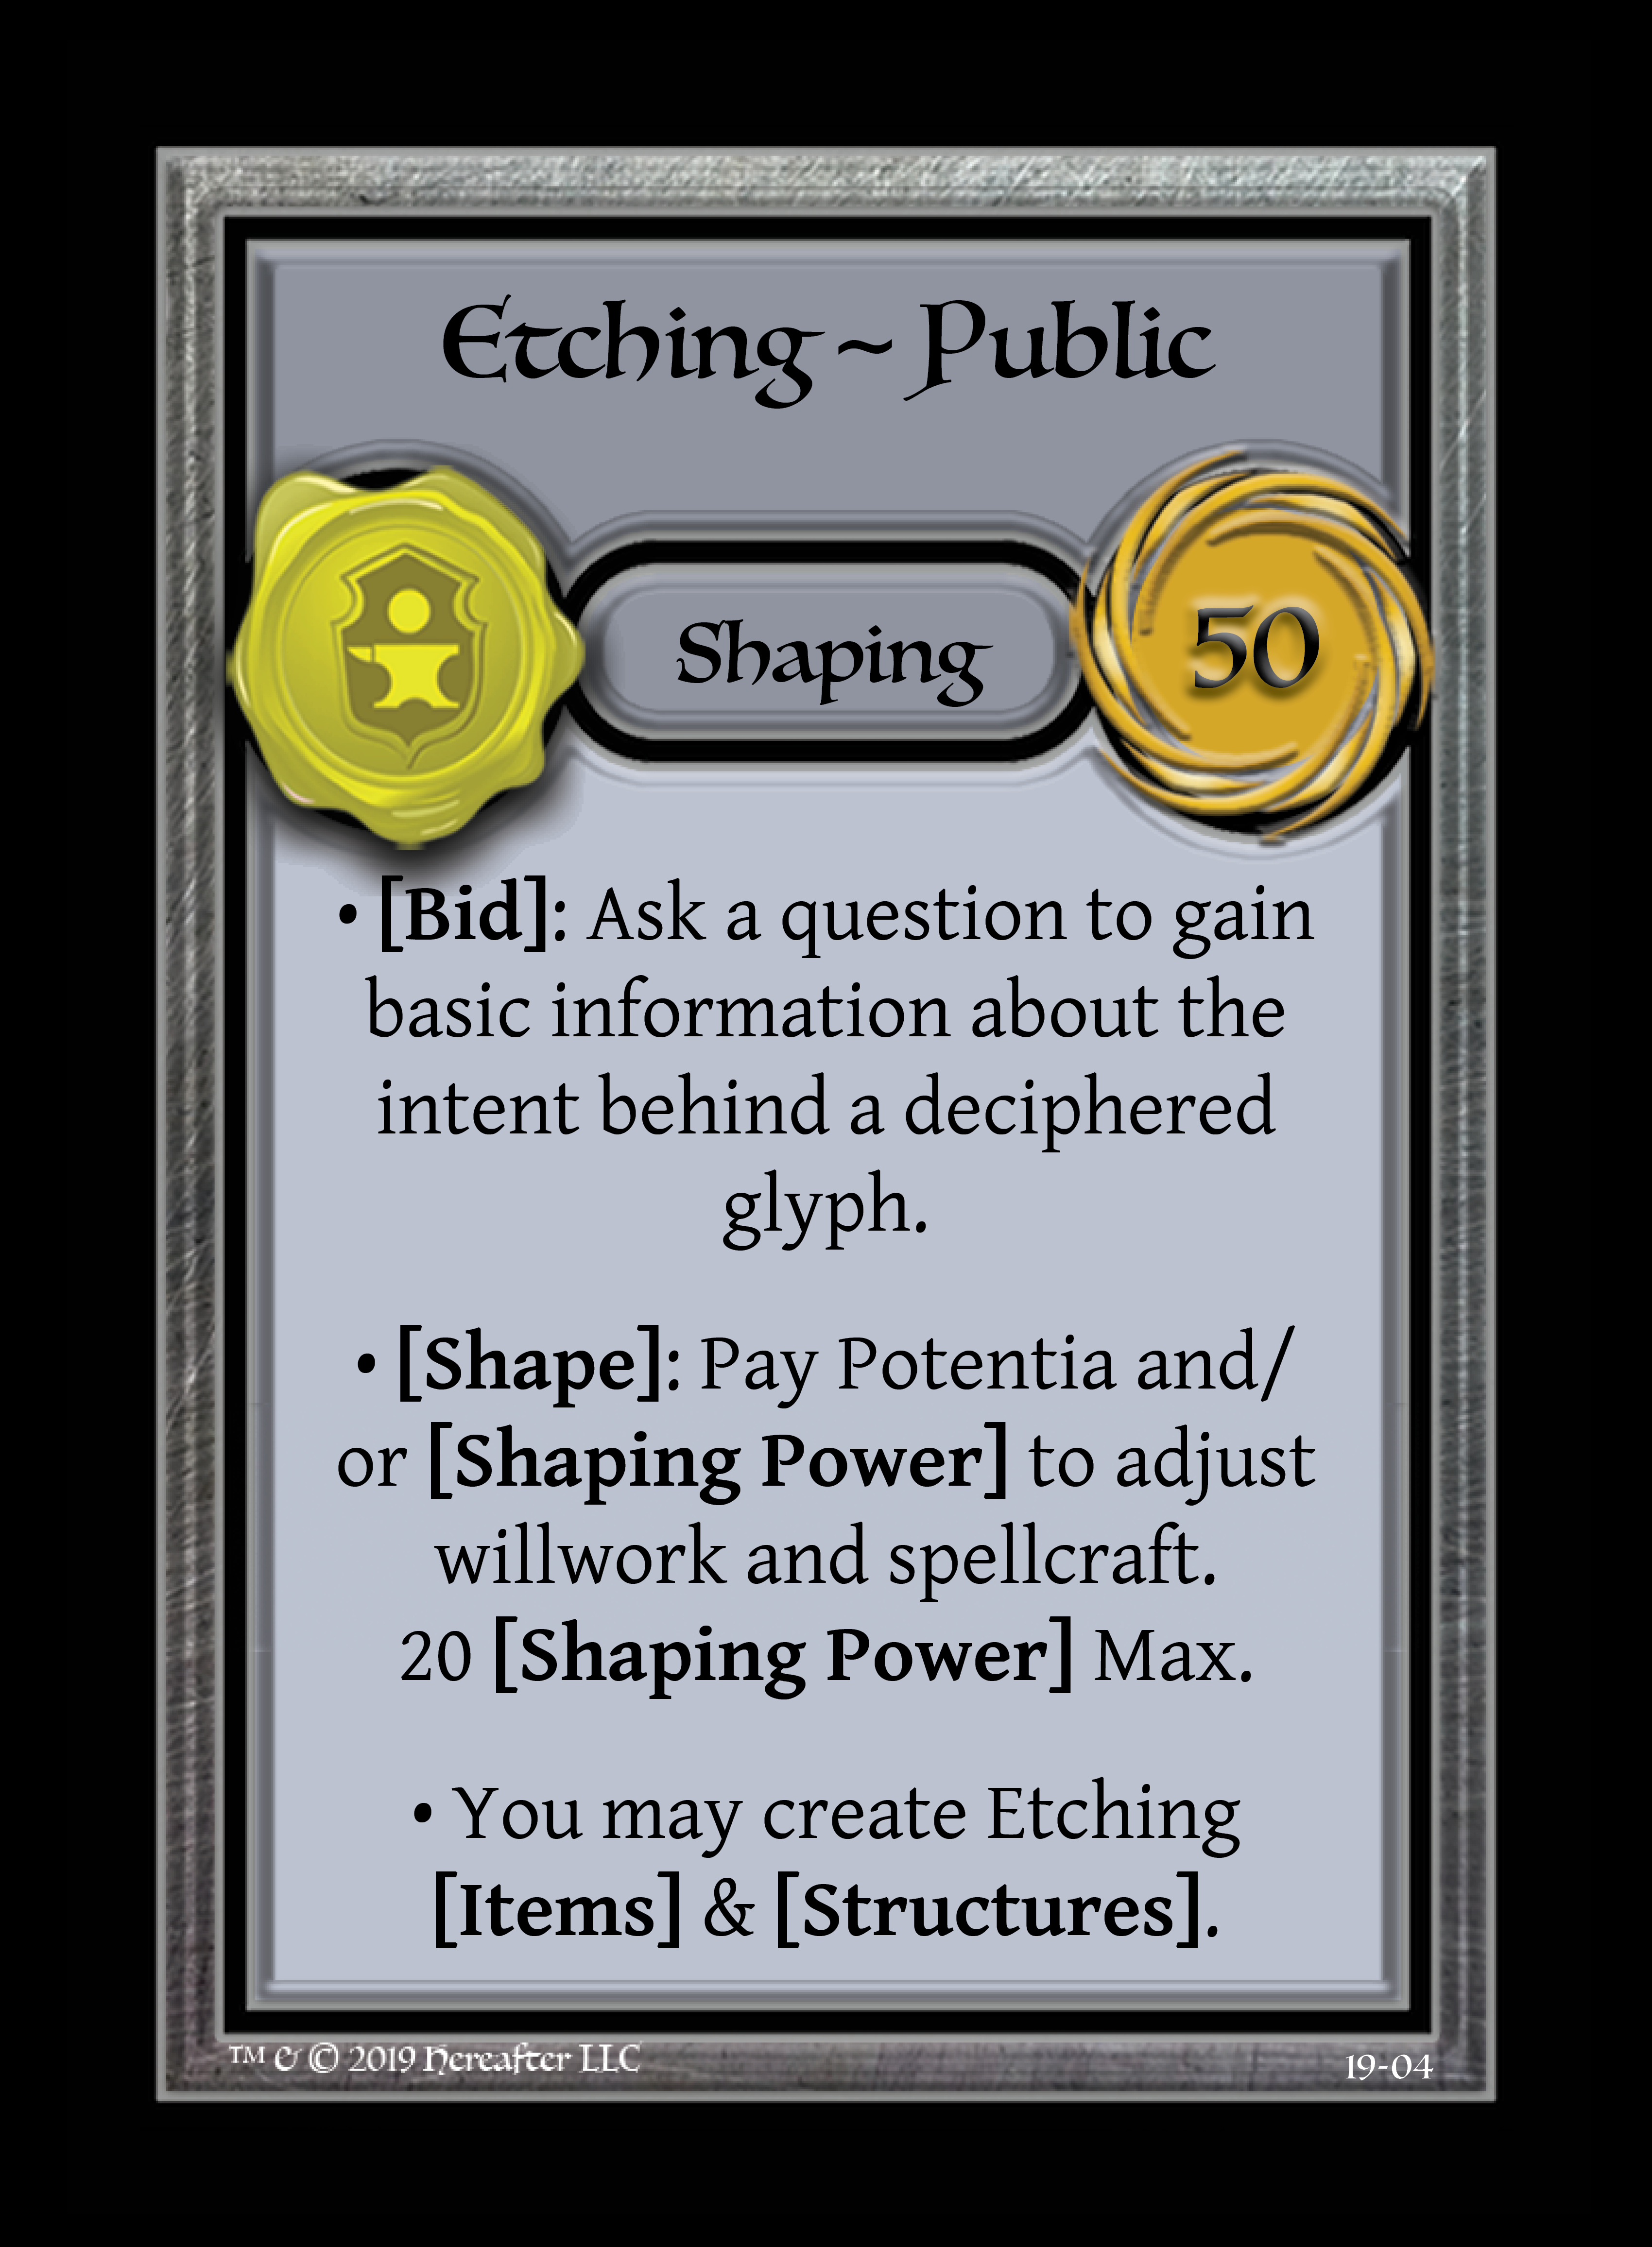 Etching ~ Public
Shaping
50
• [Bid]: Ask a question to gain
basic information about the
intent behind a deciphered
glyph.
• [Shape]: Pay Potentia and/
or [Shaping Power] to adjust
willwork and spellcraft.
20 [Shaping Power] Max.
• You may create Etching
[Items] & [Structures].
™ & © 2019 Hereafter LLC
19-04